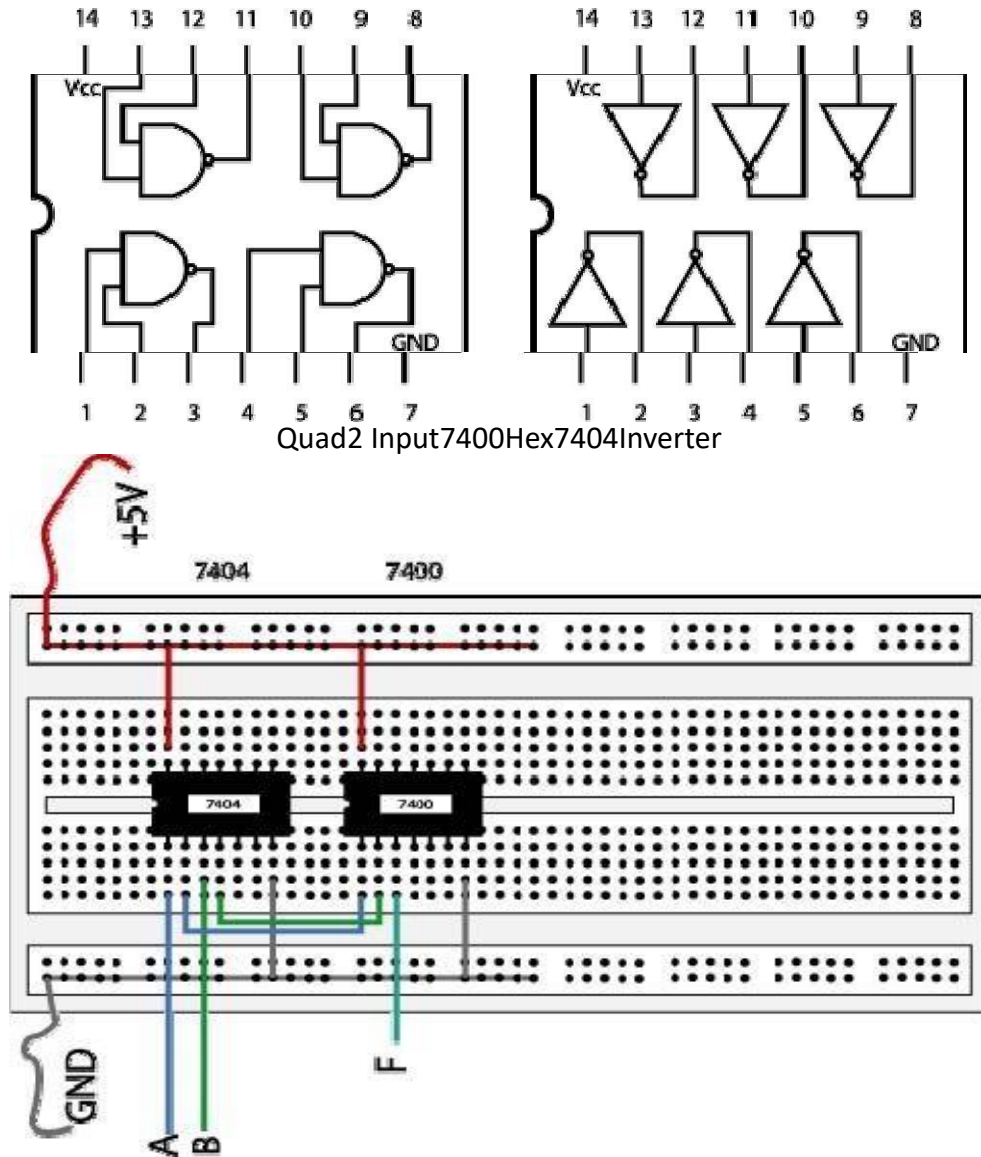 14 13 12 11 10 9 8
14 13 12 11 10 9 8
Vcc
Vcc
GND
GND
1 2 3 4 5 6 7
1 2 3 4 5 6 7
Quad2 Input7400Hex7404Inverter
+5V
7404 7400
7404
7400
GND
A
B
F